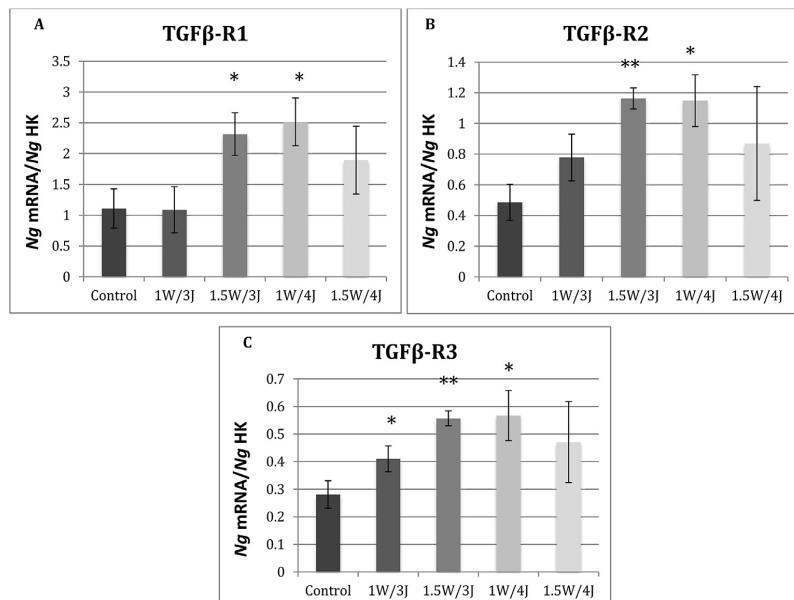 A
TGFβ-R1
Ng mRNA/Ng HK
3.5
3
2.5
2
1.5
1
0.5
0
* *
Control 1W/3J 1.5W/3J 1W/4J 1.5W/4J
B
TGFβ-R2
Ng mRNA/Ng HK
1.4
1.2
1
0.8
0.6
0.4
0.2
0
** *
Control 1W/3J 1.5W/3J 1W/4J 1.5W/4J
C
TGFβ-R3
Ng mRNA/Ng HK
0.7
0.6
0.5
0.4
0.3
0.2
0.1
0
* ** *
Control 1W/3J 1.5W/3J 1W/4J 1.5W/4J